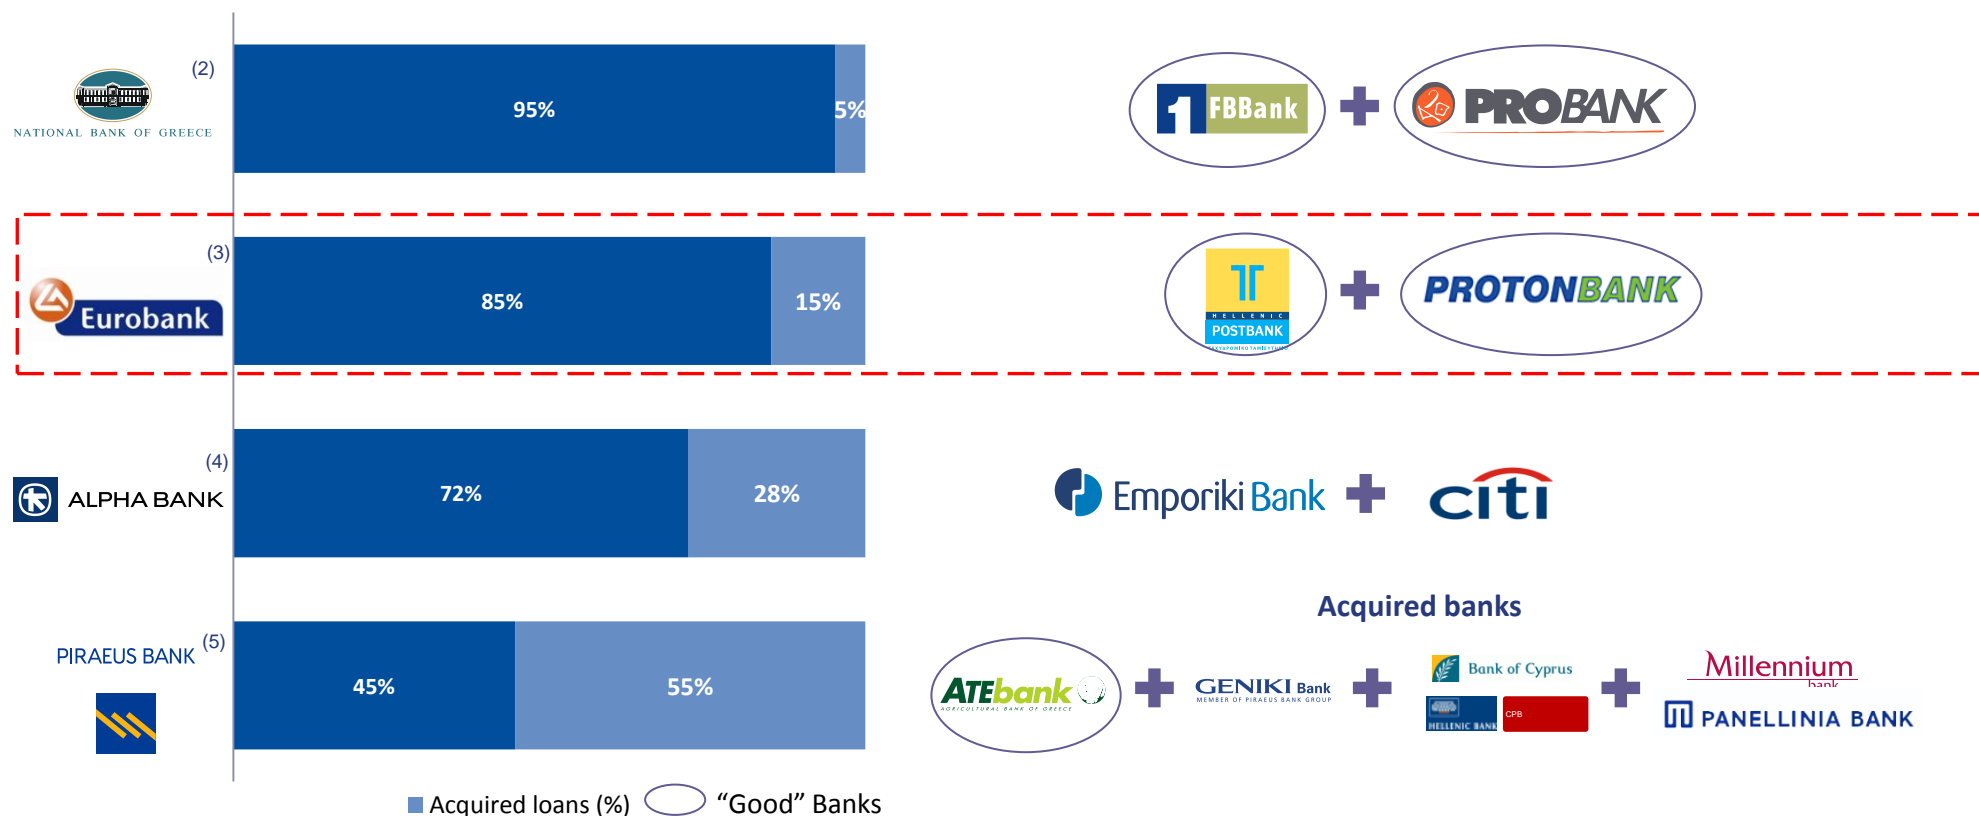 (2)
NATIONAL BANK OF GREECE
95%
5%
1 FBBank
PROBANK
(3)
Eurobank
85%
15%
HELLENIC
POSTBANK
PROTONBANK
(4)
ALPHA BANK
72%
28%
Emporiki Bank
citi
Acquired banks
PIRAEUS BANK
(5)
45%
55%
ATEbank
AGRICULTURAL BANK OF GREECE
GENIKI Bank
MEMBER OF PIRAEUS BANK GROUP
Bank of Cyprus
HELLENIC BANK
CPB
Millennium
bank
PANELLINIA BANK
Acquired loans (%)
“Good” Banks